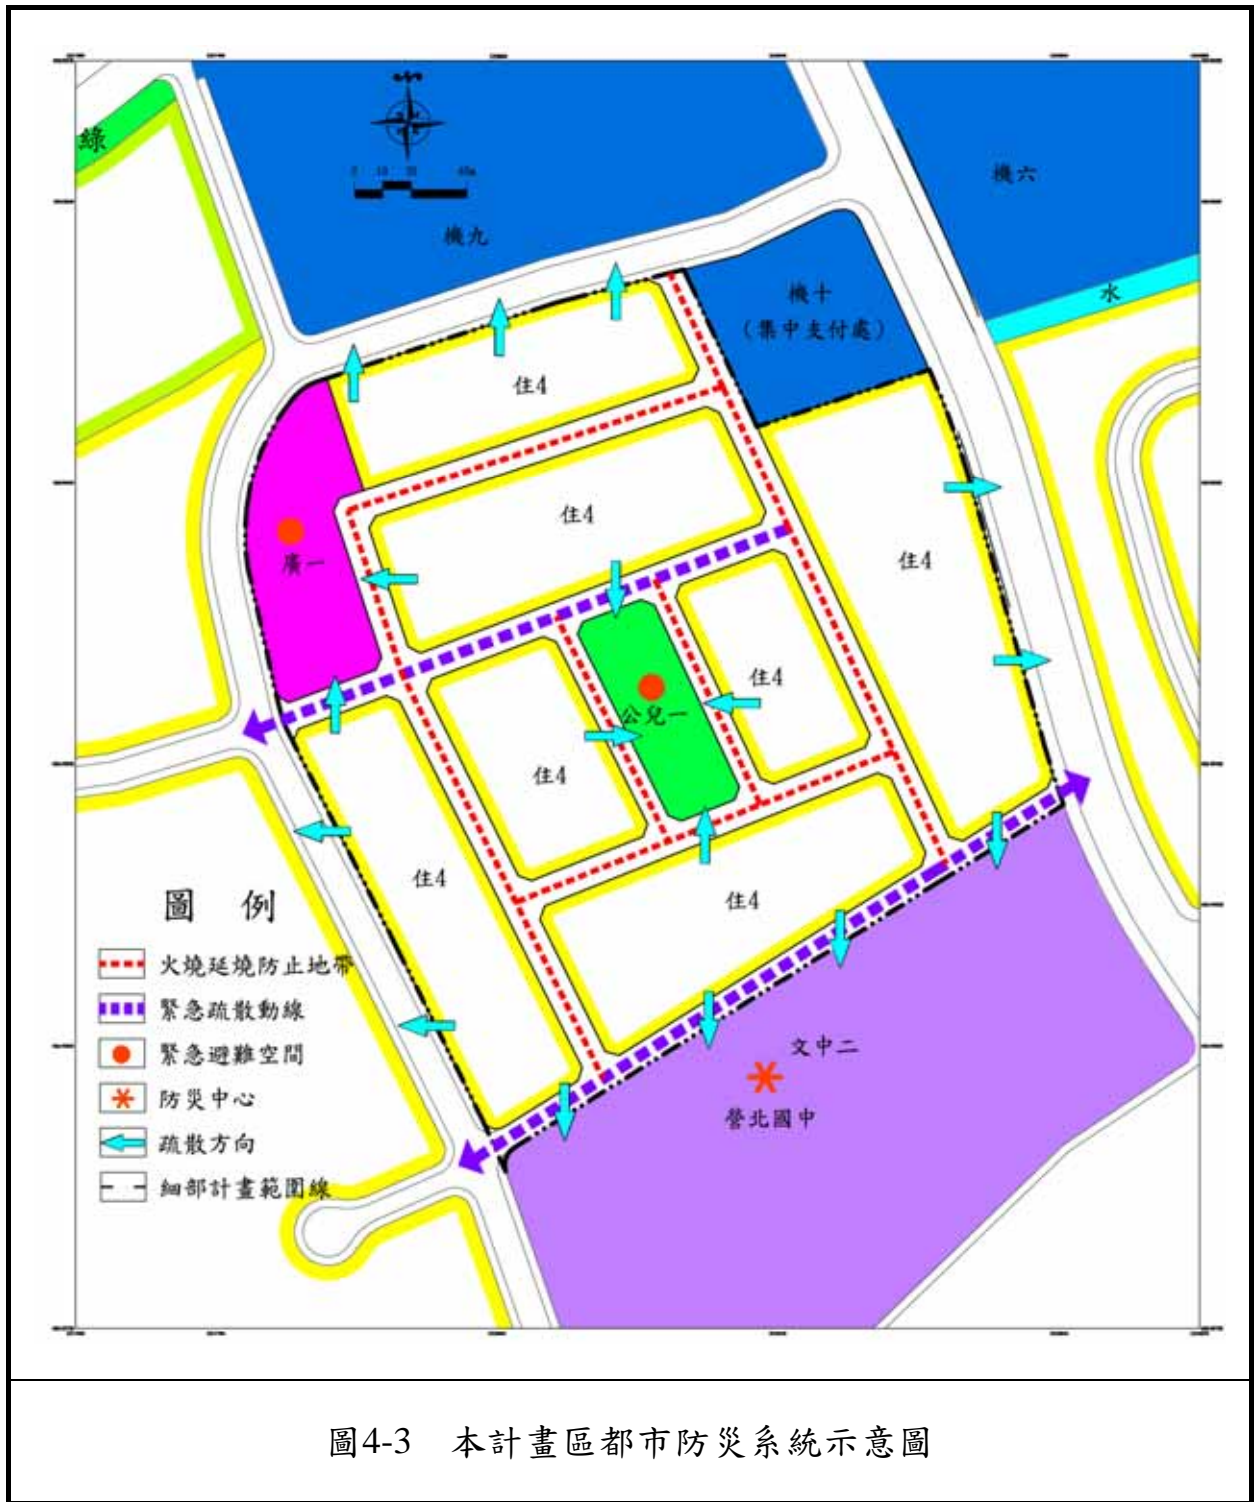 綠
機六
機九
機十
水
(集中支付處)
住4
住4
住4
廣一
住4
公兒一
住4
住4
住4
圖 例
火燒延燒防止地帶
緊急疏散動線
緊急避難空間
防災中心
疏散方向
細部計畫範圍線
文中二
營北國中
圖4-3 本計畫區都市防災系統示意圖